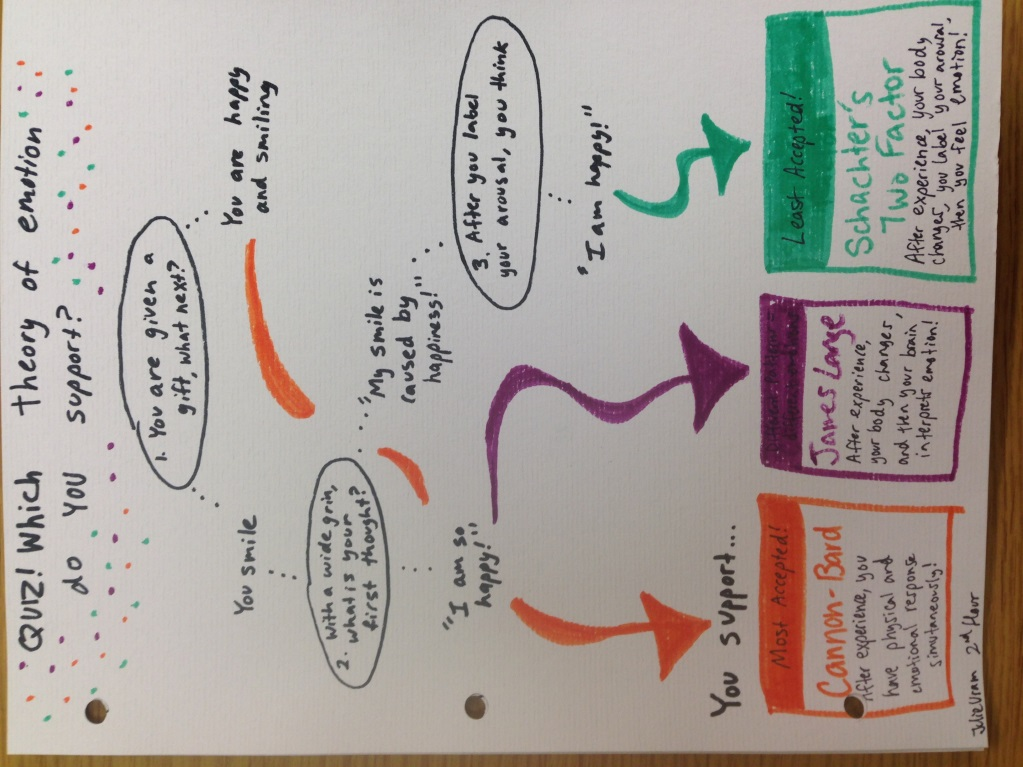 QUIZ! Which theory of emotion
do YOU support?
1. You are given a
gift, what next?
You smile
You are happy
and smiling
2. With a wide grin,
what is your
first thought?
"I am so
happy!"
"My smile is
caused by
happiness!"
3. After you label
your arousal, you think
"I am happy!"
You support...
Most Accepted!
Cannon-Bard
After experience, you
have physical and
emotional response
simutaneously!
James Lange
After experience,
your body changes,
and then your brain
interprets emotion!
Least Accepted!
Schachter's
Two Factor
After experience, your body
changes, you label your arousal,
then you feel emotion!
Julie Vram 2nd Hour